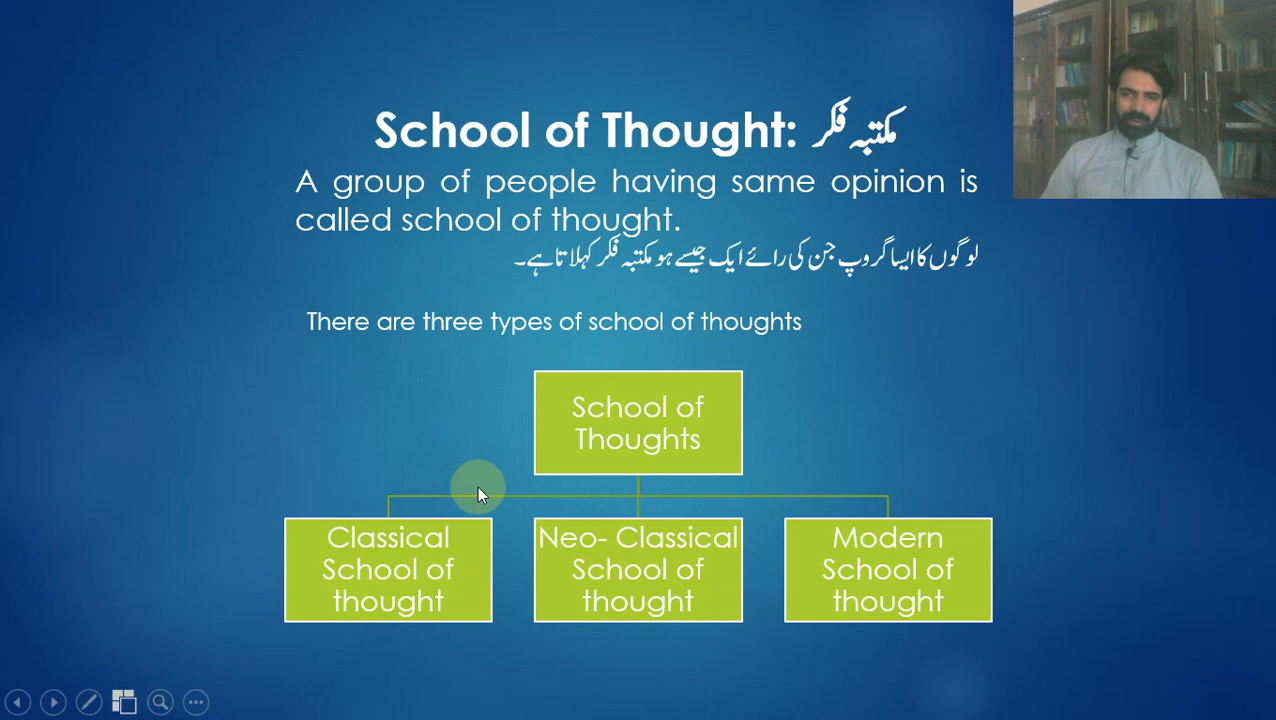 School of Thought: مکتبہ فکر
A group of people having same opinion is
called school of thought.
لوگوں کا ایسا گروپ جن کی رائے ایک جیسے ہو مکتبہ فکر کہلاتا ہے۔
There are three types of school of thoughts
School of
Thoughts
Classical
School of
thought
Neo- Classical
School of
thought
Modern
School of
thought